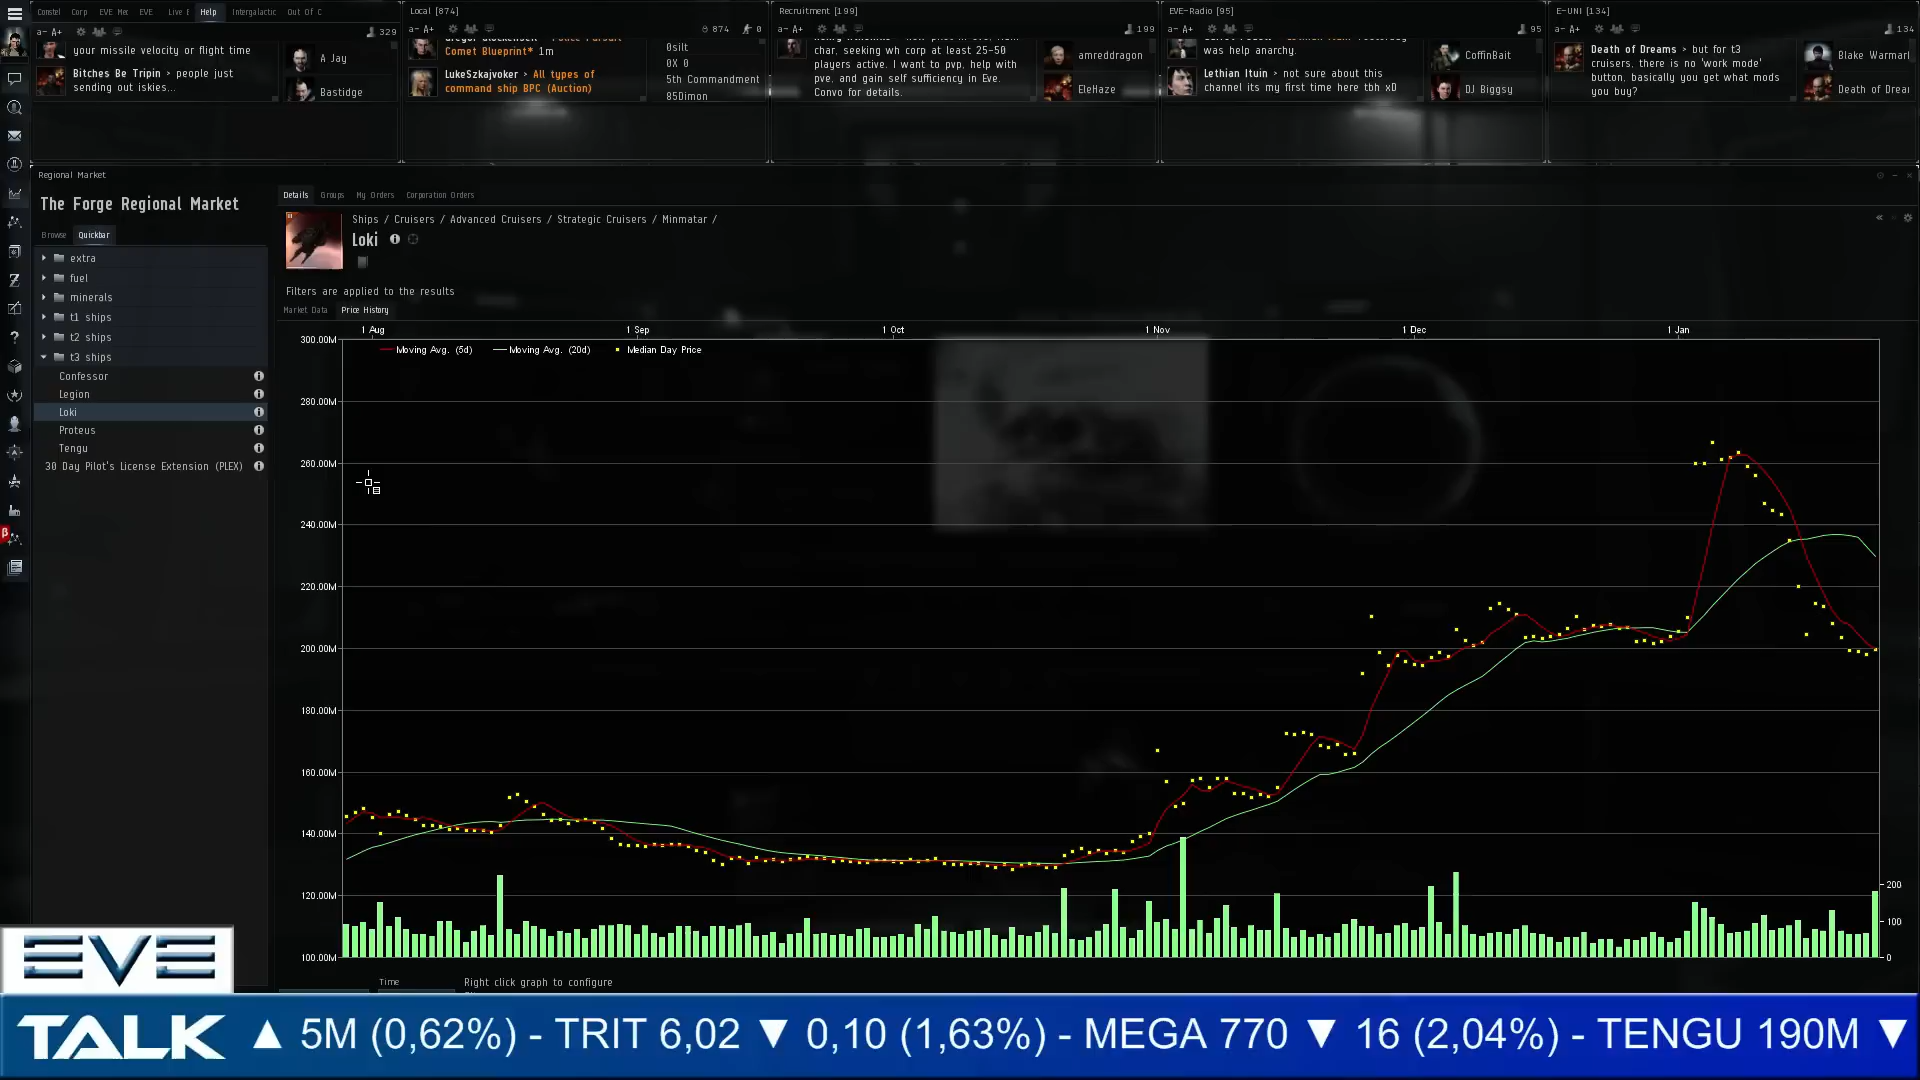 Constel Corp EVE Mec EVE Live E Help Intergalactic Out Of C
a- A+ 329
your missile velocity or flight time
Bitches Be Tripin > people just
sending out iskies...
A Jay
Bastidge
Local [874]
a- A+ 874 0
Comet Blueprint* 1m
LukeSzkajvoker > All types of
command ship BPC (Auction)
0silt
0X 0
5th Commandment
85Dimon
Recruitment [199]
a- A+ 199
char, seeking wh corp at least 25-50
players active. I want to pvp, help with
pve, and gain self sufficiency in Eve.
Convo for details.
amreddragon
EleHaze
EVE-Radio [95]
a- A+ 95
was help anarchy.
Lethian Ituin > not sure about this
channel its my first time here tbh xD
CoffinBait
DJ Biggsy
E-UNI [134]
a- A+ 134
Death of Dreams > but for t3
cruisers, there is no 'work mode'
button, basically you get what mods
you buy?
Blake Warmarl
Death of Drea
Regional Market
The Forge Regional Market
Browse Quickbar
extra
fuel
minerals
t1 ships
t2 ships
t3 ships
Confessor
Legion
Loki
Proteus
Tengu
30 Day Pilot's License Extension (PLEX)
Details Groups My Orders Corporation Orders
Ships / Cruisers / Advanced Cruisers / Strategic Cruisers / Minmatar /
Loki
Filters are applied to the results
Market Data Price History
1 Aug 1 Sep 1 Oct 1 Nov 1 Dec 1 Jan
Moving Avg. (5d) Moving Avg. (20d) Median Day Price
300.00M
280.00M
260.00M
240.00M
220.00M
200.00M
180.00M
160.00M
140.00M
120.00M
100.00M
200
100
0
Time
Right click graph to configure
β
EVE
TALK
▲ 5M (0,62%) - TRIT 6,02 ▼ 0,10 (1,63%) - MEGA 770 ▼ 16 (2,04%) - TENGU 190M ▼